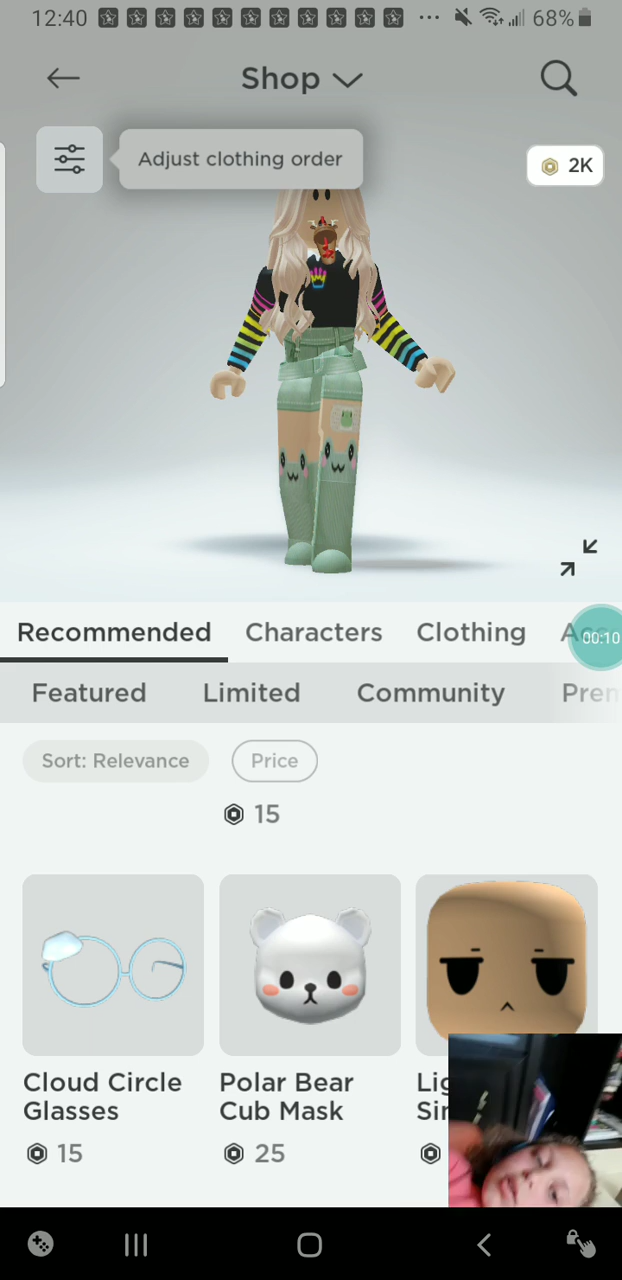 12:40
68%
Shop
Adjust clothing order
2K
Recommended Characters Clothing
00:10
Featured Limited Community Prem
Sort: Relevance Price
15
Cloud Circle Glasses
15
Polar Bear Cub Mask
25
Lig
Sin